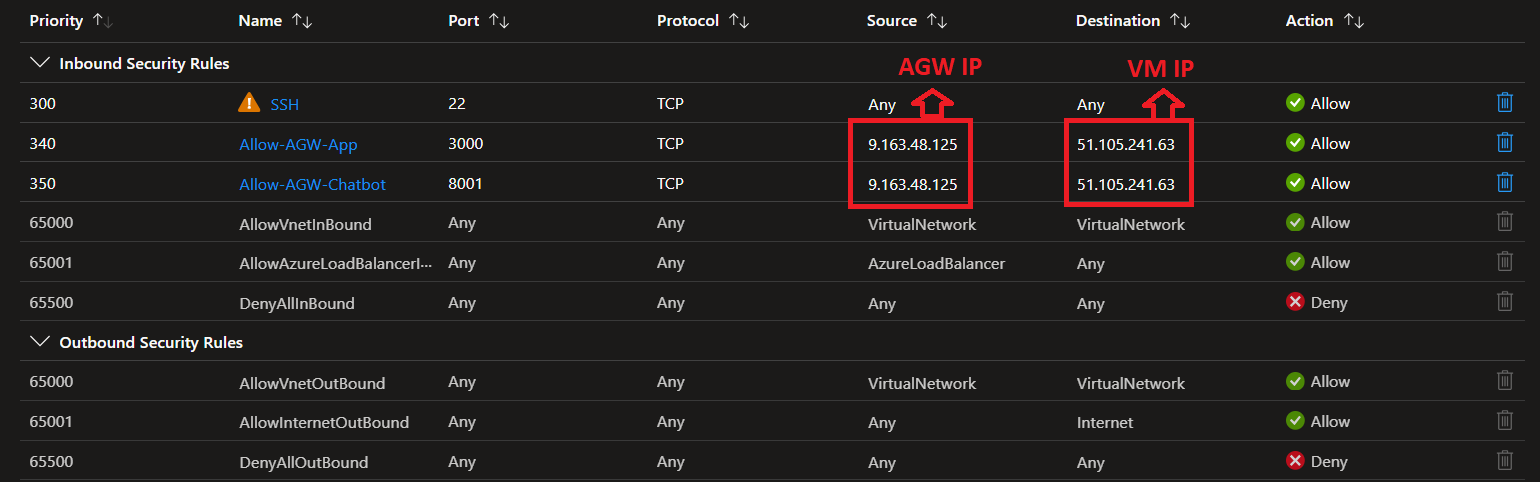 Priority Name Port Protocol Source Destination Action
Inbound Security Rules
AGW IP VM IP
300 SSH 22 TCP Any Any Allow
340 Allow-AGW-App 3000 TCP 9.163.48.125 51.105.241.63 Allow
350 Allow-AGW-Chatbot 8001 TCP 9.163.48.125 51.105.241.63 Allow
65000 AllowVnetInBound Any Any VirtualNetwork VirtualNetwork Allow
65001 AllowAzureLoadBalancerI... Any Any AzureLoadBalancer Any Allow
65500 DenyAllInBound Any Any Any Any Deny
Outbound Security Rules
65000 AllowVnetOutBound Any Any VirtualNetwork VirtualNetwork Allow
65001 AllowInternetOutBound Any Any Any Internet Allow
65500 DenyAllOutBound Any Any Any Any Deny